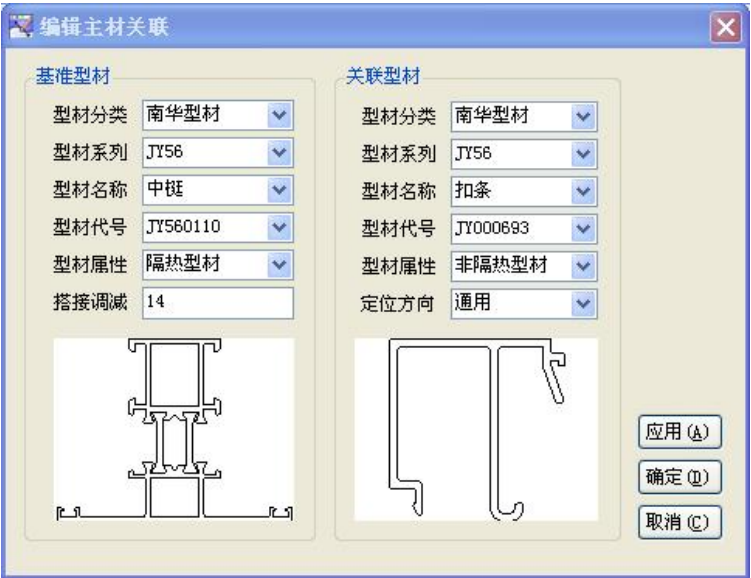 编辑主材关联
基准型材
型材分类 南华型材
型材系列 JY56
型材名称 中梃
型材代号 JY560110
型材属性 隔热型材
搭接调减 14
关联型材
型材分类 南华型材
型材系列 JY56
型材名称 扣条
型材代号 JY000693
型材属性 非隔热型材
定位方向 通用
应用(A)
确定(D)
取消(C)